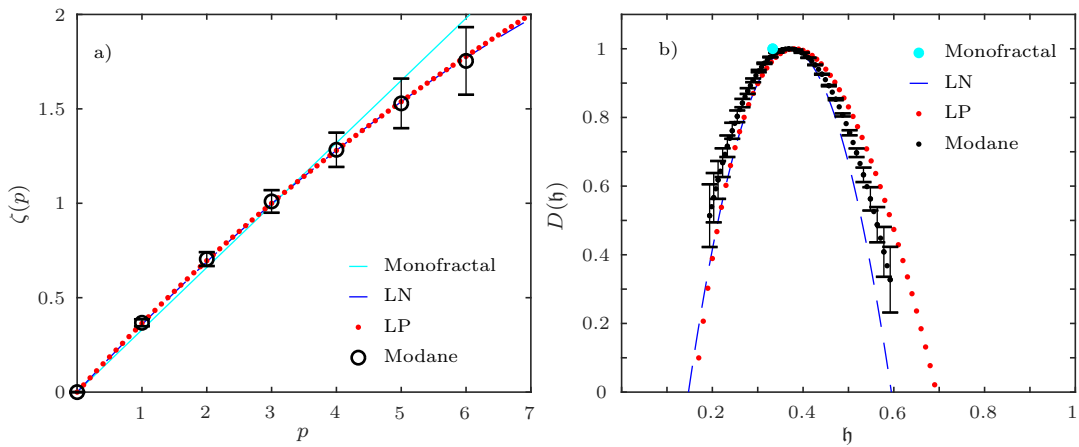 a)
2
1.5
1
0.5
0
ζ(p)
Monofractal
LN
LP
Modane
1 2 3 4 5 6 7
p
b)
1
0.8
0.6
0.4
0.2
0
D(𝔥)
Monofractal
LN
LP
Modane
0.2 0.4 0.6 0.8 1
𝔥